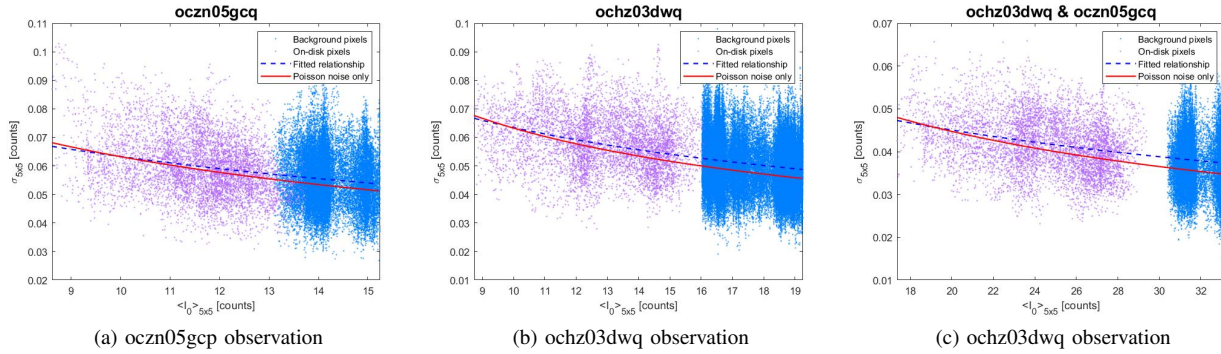 oczn05gcq
0.11
0.1
0.09
0.08
0.07
0.06
0.05
0.04
0.03
0.02
σ5x5 [counts]
Background pixels
On-disk pixels
Fitted relationship
Poisson noise only
9 10 11 12 13 14 15
<I0>5x5 [counts]
(a) oczn05gcp observation
ochz03dwq
0.1
0.09
0.08
0.07
0.06
0.05
0.04
0.03
0.02
0.01
σ5x5 [counts]
Background pixels
On-disk pixels
Fitted relationship
Poisson noise only
9 10 11 12 13 14 15 16 17 18 19
<I0>5x5 [counts]
(b) ochz03dwq observation
ochz03dwq & oczn05gcq
0.07
0.06
0.05
0.04
0.03
0.02
0.01
σ5x5 [counts]
Background pixels
On-disk pixels
Fitted relationship
Poisson noise only
18 20 22 24 26 28 30 32
<I0>5x5 [counts]
(c) ochz03dwq observation